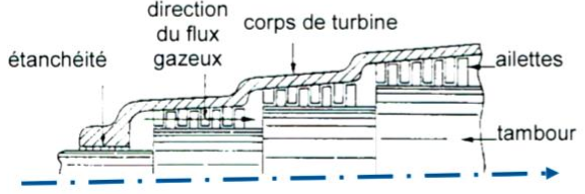 direction
du flux
gazeux
corps de turbine
étanchéité
ailettes
tambour